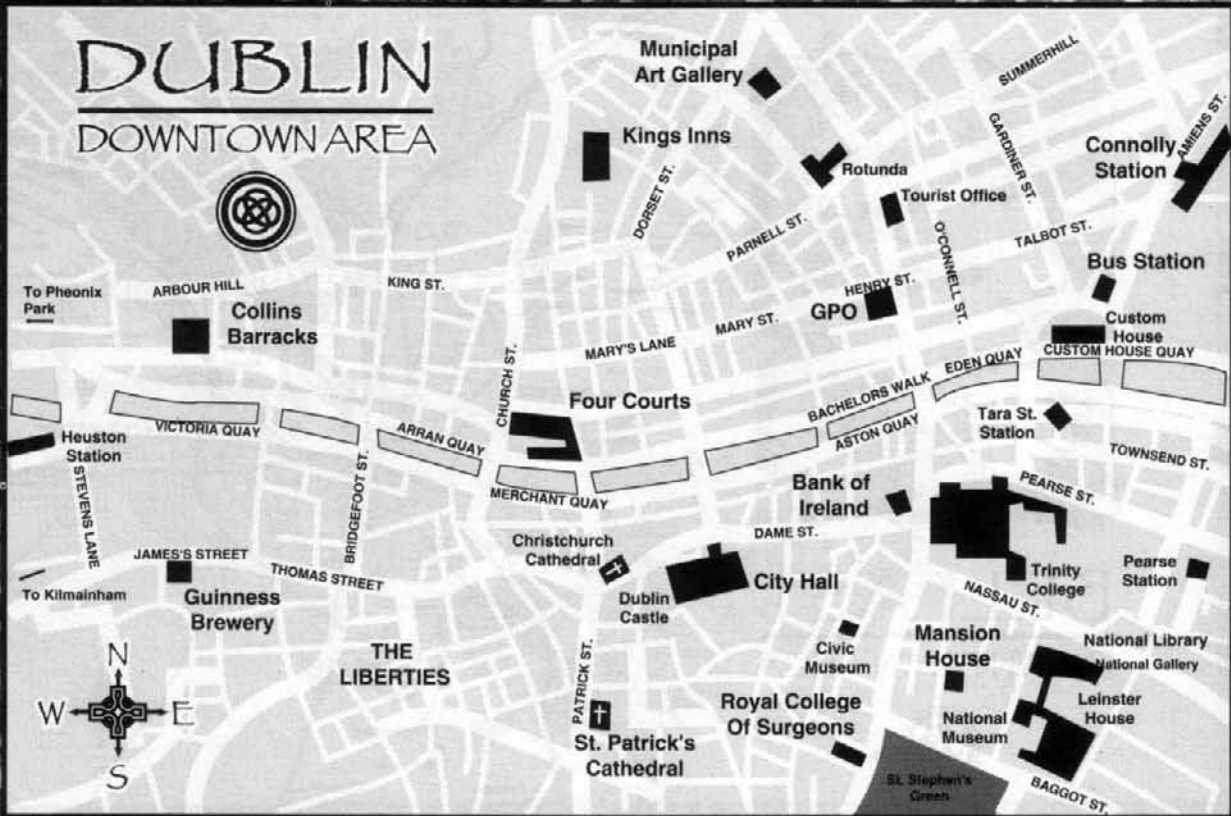 DUBLIN
DOWNTOWN AREA
Municipal
Art Gallery
SUMMERHILL
Kings Inns
GARDINER ST.
AMIENS ST.
Connolly
Station
Rotunda
DORSET ST.
Tourist Office
PARNELL ST.
O'CONNELL ST.
TALBOT ST.
Bus Station
To Pheonix
Park
ARBOUR HILL
KING ST.
HENRY ST.
Collins
Barracks
GPO
Custom
House
MARY ST.
MARY'S LANE
CUSTOM HOUSE QUAY
EDEN QUAY
CHURCH ST.
Four Courts
BACHELORS WALK
ASTON QUAY
Tara St.
Station
Heuston
Station
VICTORIA QUAY
ARRAN QUAY
TOWNSEND ST.
STEVENS LANE
BRIDGEFOOT ST.
MERCHANT QUAY
Bank of
Ireland
PEARSE ST.
DAME ST.
JAMES'S STREET
THOMAS STREET
Christchurch
Cathedral
To Kilmainham
Guinness
Brewery
Dublin
Castle
City Hall
Trinity
College
Pearse
Station
NASSAU ST.
THE
LIBERTIES
PATRICK ST.
Civic
Museum
Mansion
House
National Library
National Gallery
Leinster
House
N
W
E
S
St. Patrick's
Cathedral
Royal College
Of Surgeons
National
Museum
St. Stephen's
Green
BAGGOT ST.